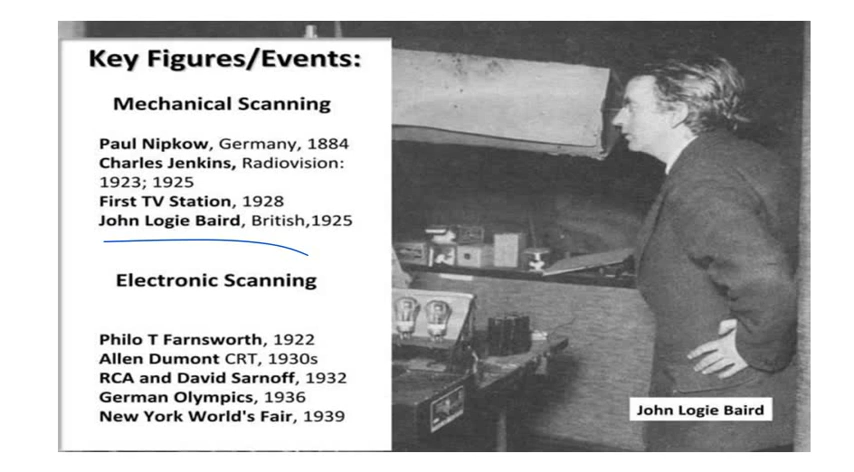 Key Figures/Events:
Mechanical Scanning
Paul Nipkow, Germany, 1884
Charles Jenkins, Radiovision:
1923; 1925
First TV Station, 1928
John Logie Baird, British,1925
Electronic Scanning
Philo T Farnsworth, 1922
Allen Dumont CRT, 1930s
RCA and David Sarnoff, 1932
German Olympics, 1936
New York World's Fair, 1939
John Logie Baird